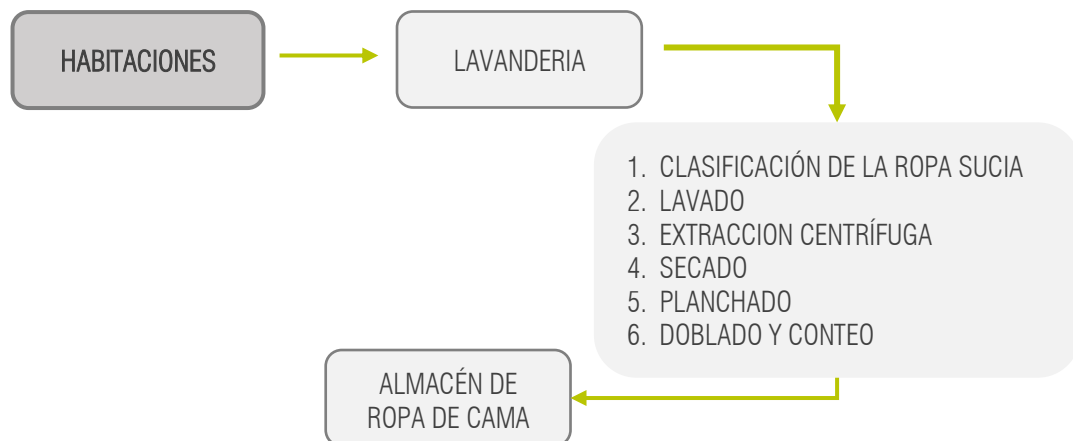 HABITACIONES
LAVANDERIA
1. CLASIFICACIÓN DE LA ROPA SUCIA
2. LAVADO
3. EXTRACCION CENTRÍFUGA
4. SECADO
5. PLANCHADO
6. DOBLADO Y CONTEO
ALMACÉN DE
ROPA DE CAMA